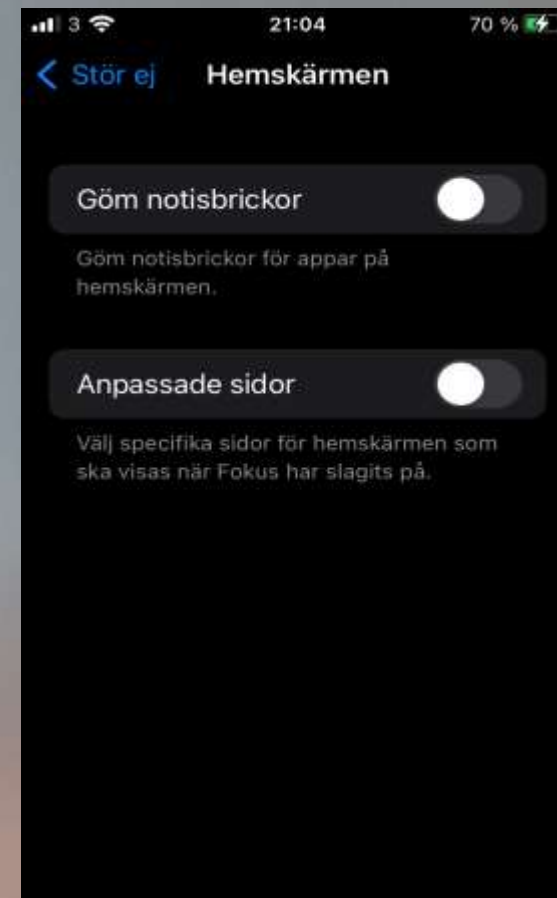 3 21:04 70 %
Stör ej Hemskärmen
Göm notisbrickor
Göm notisbrickor för appar på
hemskärmen.
Anpassade sidor
Välj specifika sidor för hemskärmen som
ska visas när Fokus har slagits på.